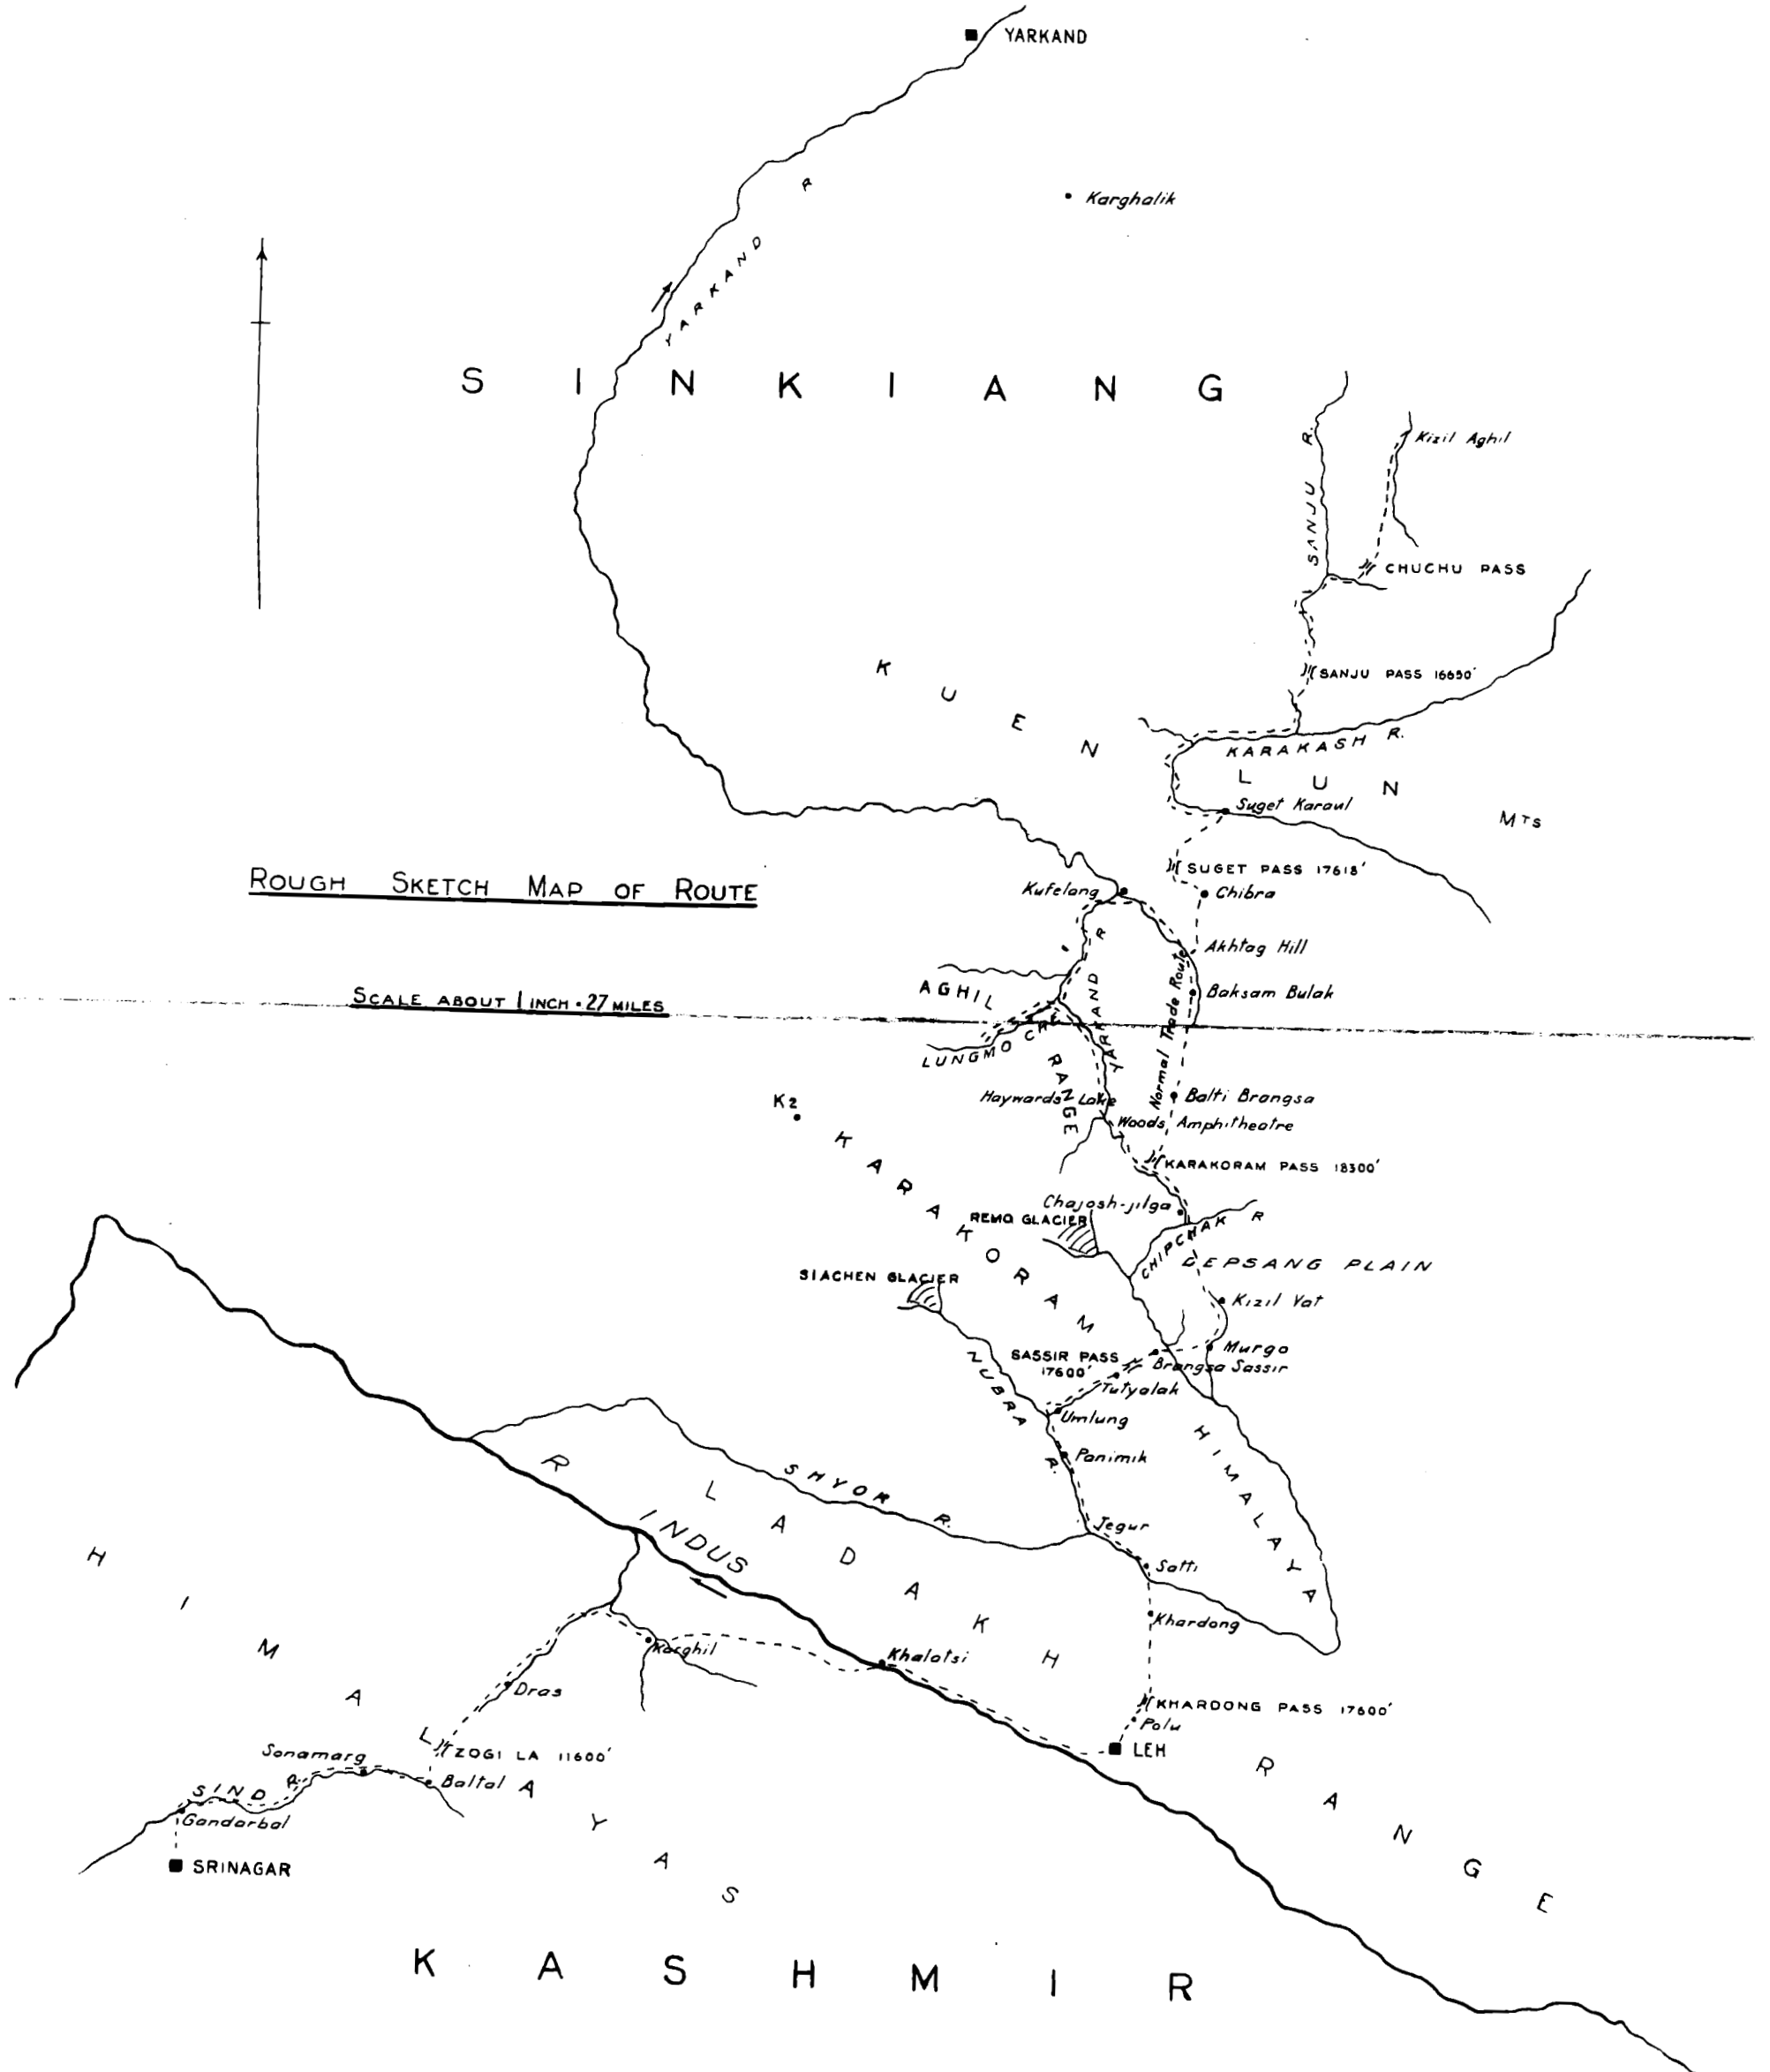 YARKAND
Karghalik
YARKAND R
SINKIANG
SANJU R.
Kizil Aghil
CHUCHU PASS
SANJU PASS 16650'
KUEN LUN MTS
KARAKASH R.
Suget Karaul
SUGET PASS 17618'
ROUGH SKETCH MAP OF ROUTE
Kufelang
Chibra
Akhtag Hill
Baksam Bulak
Normal Trade Route
YARKAND R
AGHIL RANGE
SCALE ABOUT 1 INCH = 27 MILES
LUNGMO CHE
K2
Haywards Lake
Balti Brangsa
Woods Amphitheatre
KARAKORAM PASS 18300'
KARAKORAM
Chajosh-jilga
REMO GLACIER
CHIPCHAK R
DEPSANG PLAIN
SIACHEN GLACIER
Kizil Yat
Murgo
SASSIR PASS
17600'
Brangsa Sassir
Tutyalak
NUBRA R.
Umlung
Panimik
HIMALAYA
SHYOK R.
Jegur
Satti
INDUS R
LADAKH RANGE
Khardong
Karghil
Khalatsi
Dras
KHARDONG PASS 17600'
Polu
LEH
HIMALAYAS
ZOGI LA 11600'
Sonamarg
Baltal
SIND R.
Gandarbal
SRINAGAR
KASHMIR